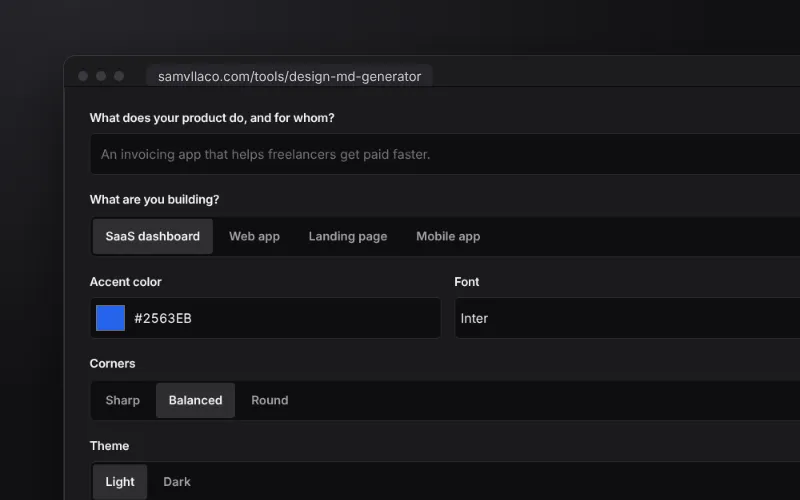 samvllaco.com/tools/design-md-generator
What does your product do, and for whom?
An invoicing app that helps freelancers get paid faster.
What are you building?
SaaS dashboard Web app Landing page Mobile app
Accent color Font
#2563EB Inter
Corners
Sharp Balanced Round
Theme
Light Dark